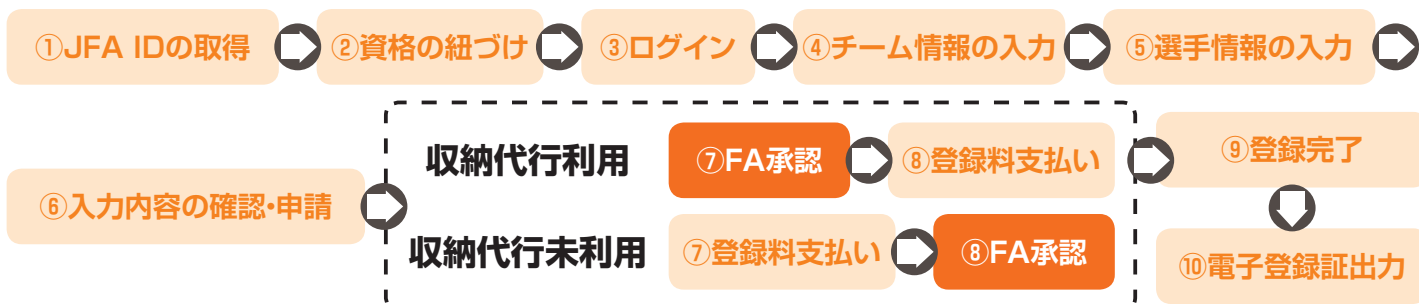 ①JFA IDの取得
②資格の紐づけ
③ログイン
④チーム情報の入力
⑤選手情報の入力
⑥入力内容の確認・申請
収納代行利用
⑦FA承認
⑧登録料支払い
収納代行未利用
⑦登録料支払い
⑧FA承認
⑨登録完了
⑩電子登録証出力